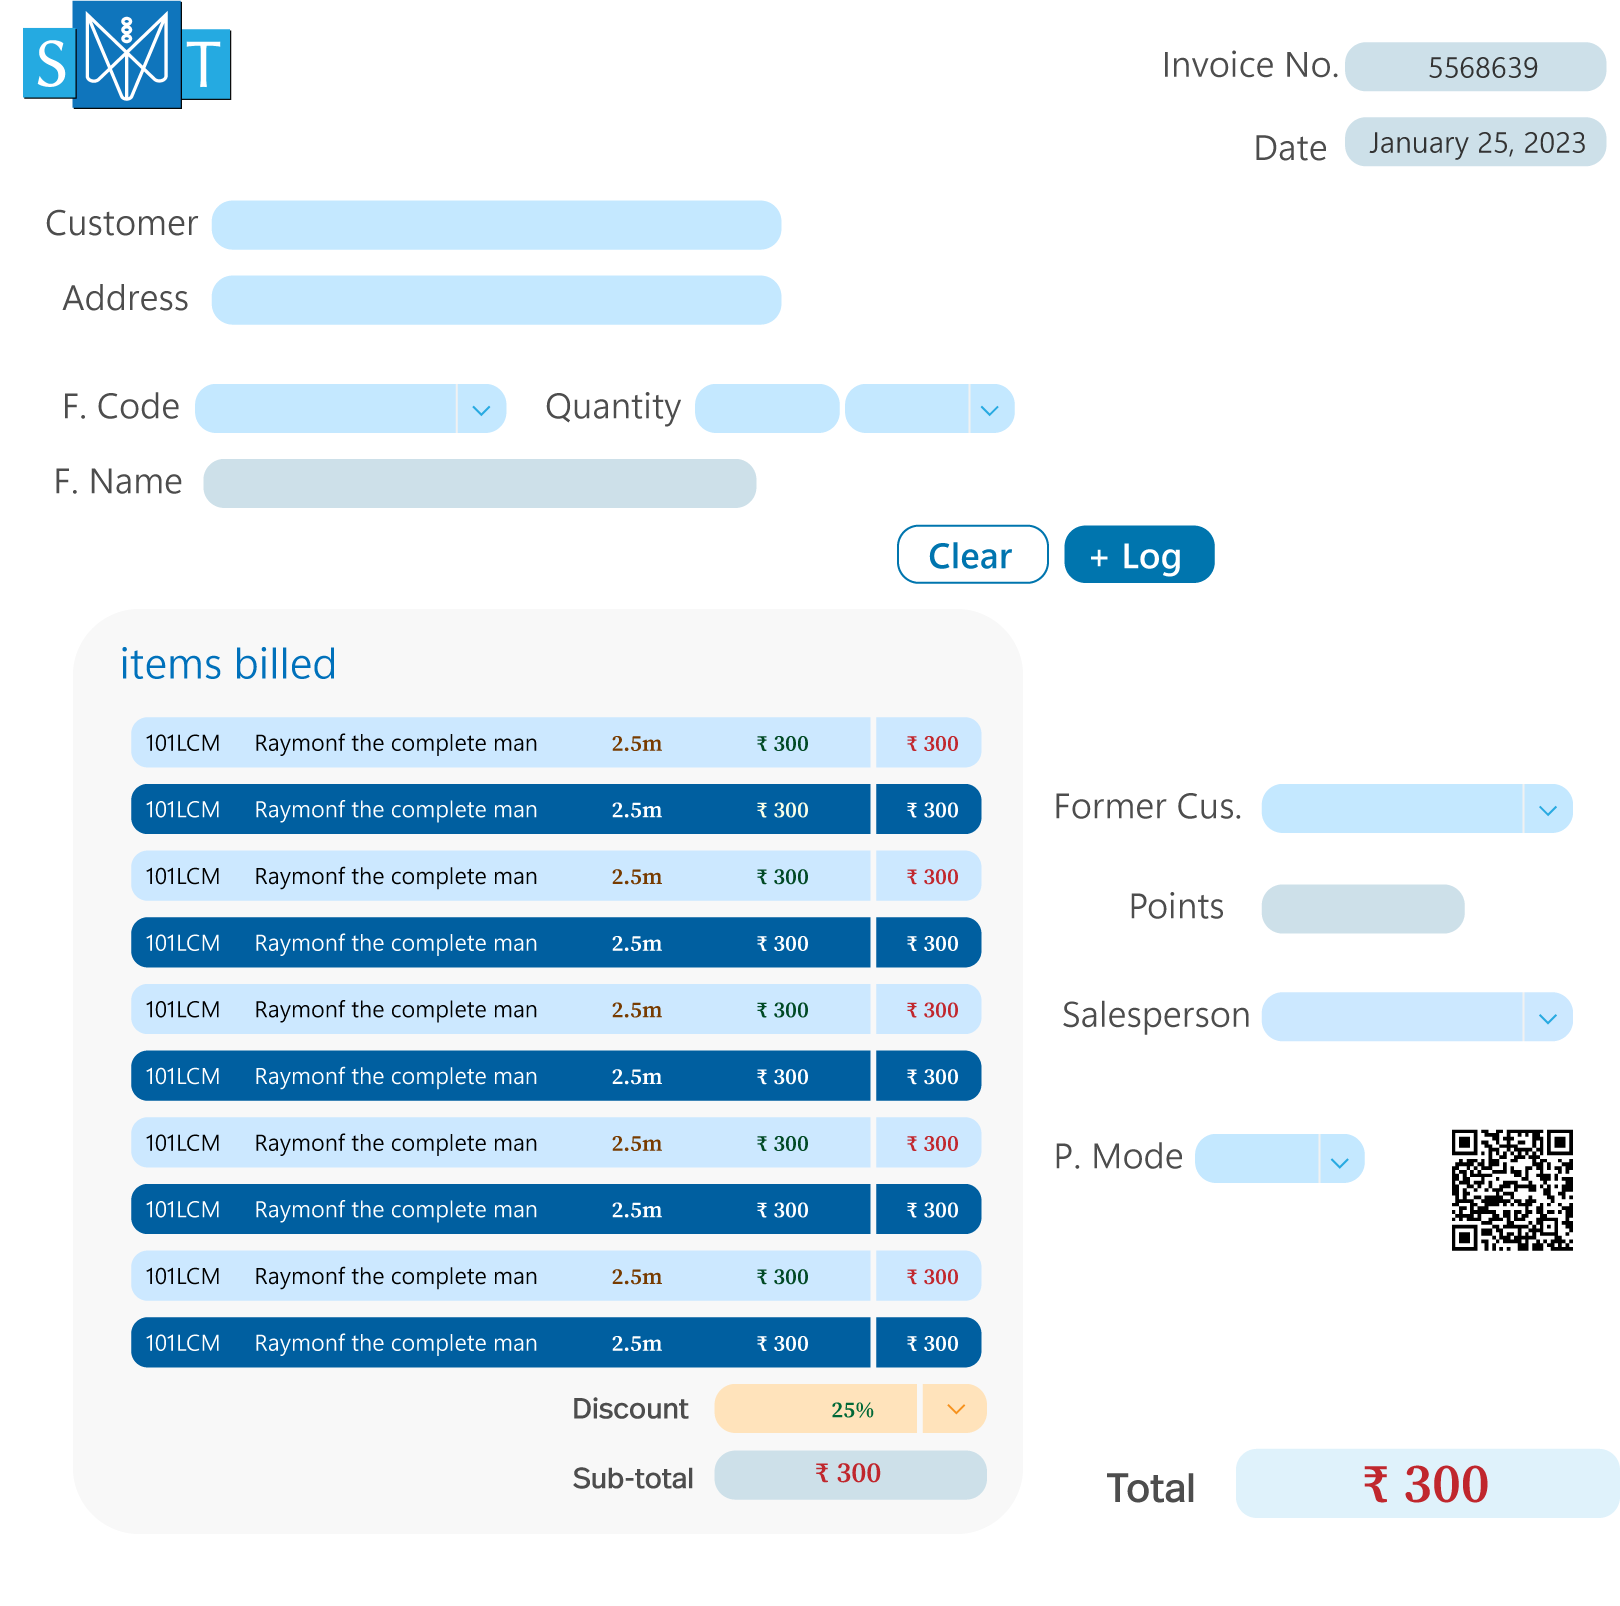 S T
Invoice No. 5568639
Date January 25, 2023
Customer
Address
F. Code Quantity
F. Name
Clear + Log
items billed
101LCM Raymonf the complete man 2.5m ₹ 300 ₹ 300
101LCM Raymonf the complete man 2.5m ₹ 300 ₹ 300
101LCM Raymonf the complete man 2.5m ₹ 300 ₹ 300
101LCM Raymonf the complete man 2.5m ₹ 300 ₹ 300
101LCM Raymonf the complete man 2.5m ₹ 300 ₹ 300
101LCM Raymonf the complete man 2.5m ₹ 300 ₹ 300
101LCM Raymonf the complete man 2.5m ₹ 300 ₹ 300
101LCM Raymonf the complete man 2.5m ₹ 300 ₹ 300
101LCM Raymonf the complete man 2.5m ₹ 300 ₹ 300
101LCM Raymonf the complete man 2.5m ₹ 300 ₹ 300
Discount 25%
Sub-total ₹ 300
Former Cus.
Points
Salesperson
P. Mode
Total ₹ 300